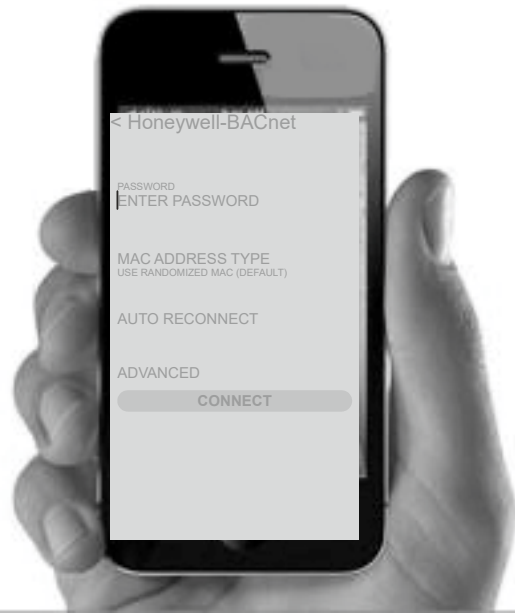 < Honeywell-BACnet
PASSWORD
ENTER PASSWORD
MAC ADDRESS TYPE
USE RANDOMIZED MAC (DEFAULT)
AUTO RECONNECT
ADVANCED
CONNECT